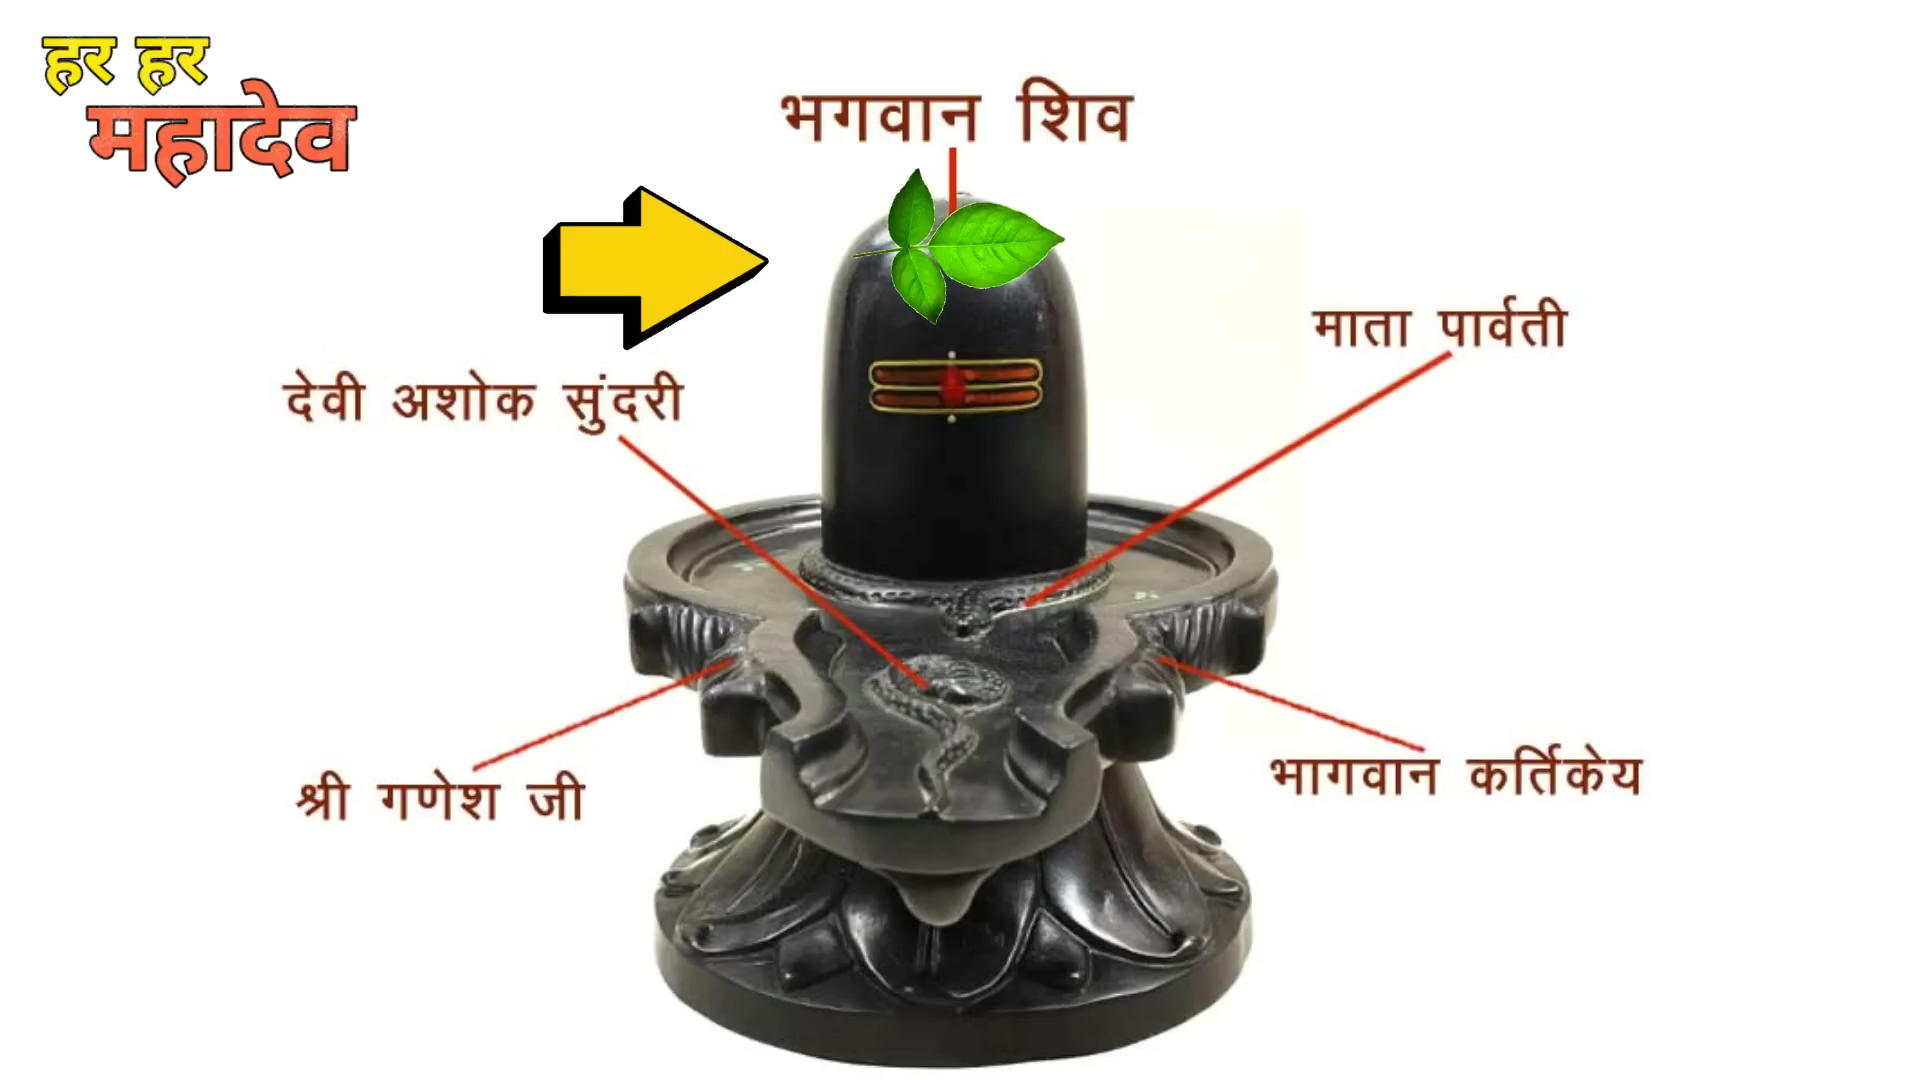 हर हर
महादेव
भगवान शिव
माता पार्वती
देवी अशोक सुंदरी
भागवान कर्तिकेय
श्री गणेश जी